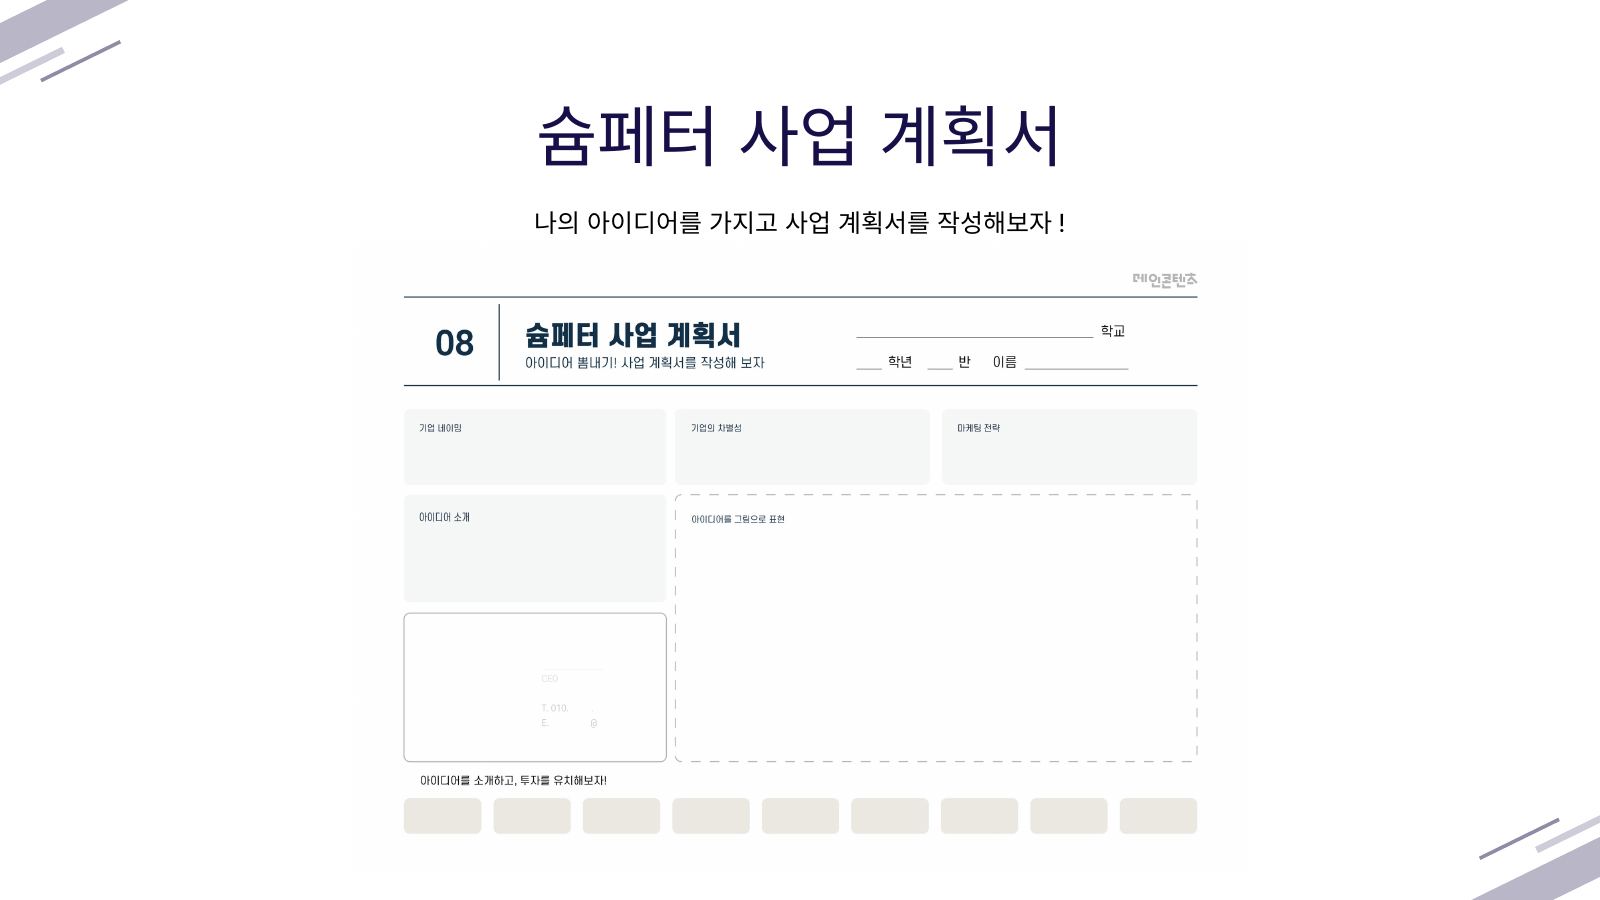 슘페터 사업 계획서
나의 아이디어를 가지고 사업 계획서를 작성해보자 !
메인콘텐츠
08
슘페터 사업 계획서
아이디어 뽐내기! 사업 계획서를 작성해 보자
학교
학년 반 이름
기업 네이밍
기업의 차별성
마케팅 전략
아이디어 소개
아이디어를 그림으로 표현
CEO
T. 010. .
E. @
아이디어를 소개하고, 투자를 유치해보자!